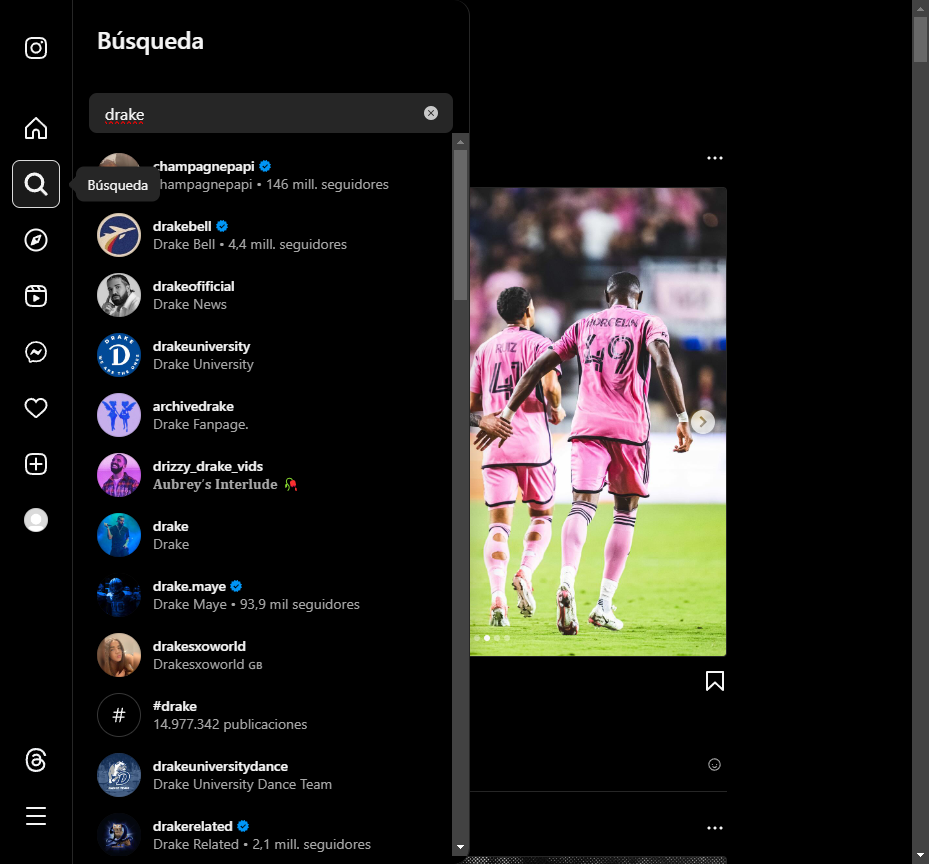 Búsqueda
drake
Búsqueda
champagnepapi
hampagnepapi • 146 mill. seguidores
drakebell
Drake Bell • 4,4 mill. seguidores
drakeofificial
Drake News
drakeuniversity
Drake University
archivedrake
Drake Fanpage.
drizzy_drake_vids
Aubrey's Interlude 🥀
drake
Drake
drake.maye
Drake Maye • 93,9 mil seguidores
drakesxoworld
Drakesxoworld GB
#drake
14.977.342 publicaciones
drakeuniversitydance
Drake University Dance Team
drakerelated
Drake Related • 2,1 mill. seguidores
RUIZ
41
MORCELIN
49
DRAKE
D